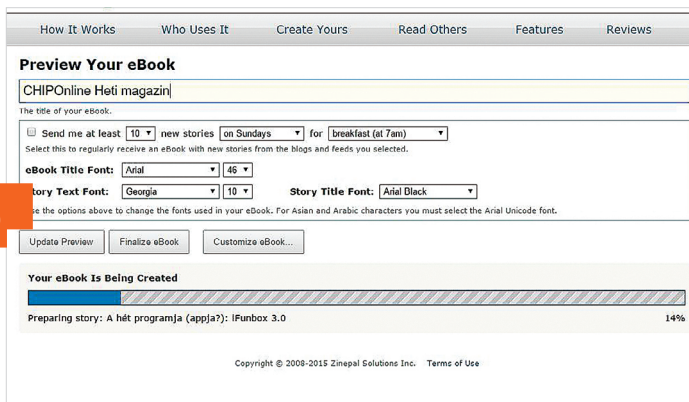 How It Works Who Uses It Create Yours Read Others Features Reviews
Preview Your eBook
CHIPOnline Heti magazin
The title of your eBook.
Send me at least 10 new stories on Sundays for breakfast (at 7am)
Select this to regularly receive an eBook with new stories from the blogs and feeds you selected.
eBook Title Font: Arial 46
tory Text Font: Georgia 10 Story Title Font: Arial Black
se the options above to change the fonts used in your eBook. For Asian and Arabic characters you must select the Arial Unicode font.
Update Preview Finalize eBook Customize eBook...
Your eBook Is Being Created
Preparing story: A hét programja (appja?): iFunbox 3.0 14%
Copyright © 2008-2015 Zinepal Solutions Inc. Terms of Use